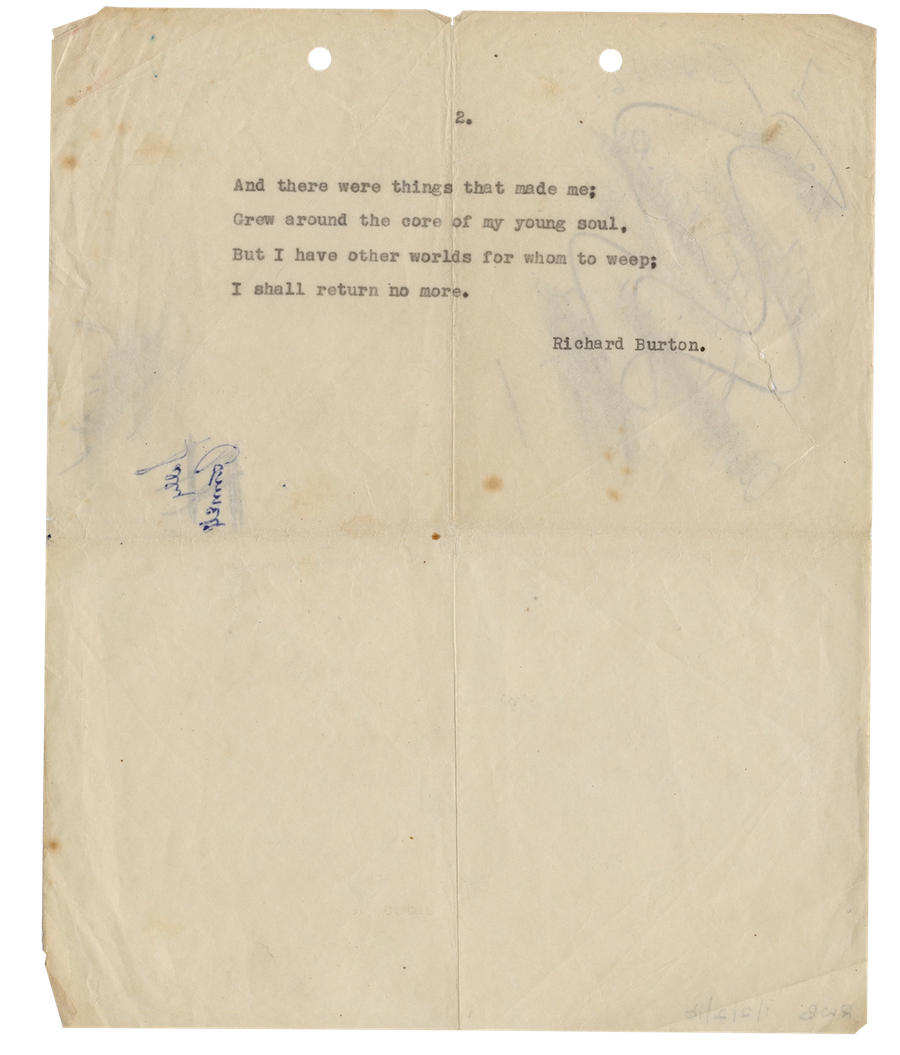 2.
And there were things that made me;
Grew around the core of my young soul,
But I have other worlds for whom to weep;
I shall return no more.
Richard Burton.